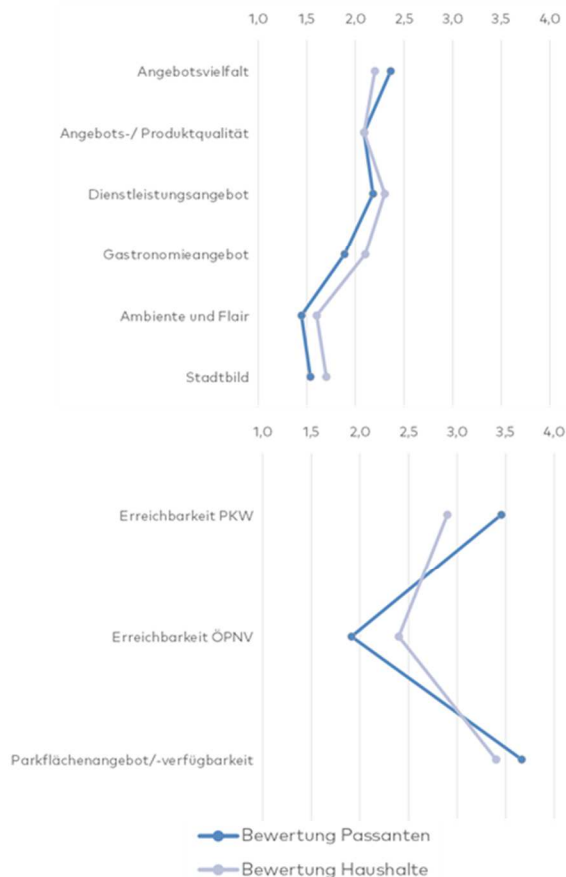 1,0 1,5 2,0 2,5 3,0 3,5 4,0
Angebotsvielfalt
Angebots-/ Produktqualität
Dienstleistungsangebot
Gastronomieangebot
Ambiente und Flair
Stadtbild
1,0 1,5 2,0 2,5 3,0 3,5 4,0
Erreichbarkeit PKW
Erreichbarkeit ÖPNV
Parkflächenangebot/-verfügbarkeit
Bewertung Passanten
Bewertung Haushalte